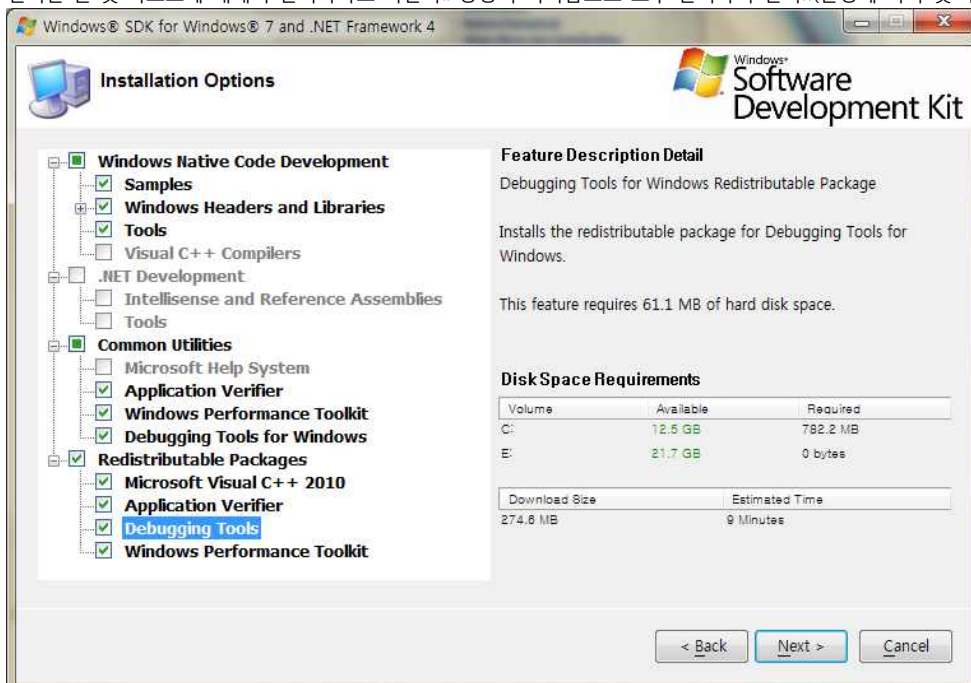 Windows® SDK for Windows® 7 and .NET Framework 4
Installation Options
Windows®
Software
Development Kit
Windows Native Code Development
Samples
Windows Headers and Libraries
Tools
Visual C++ Compilers
.NET Development
Intellisense and Reference Assemblies
Tools
Common Utilities
Microsoft Help System
Application Verifier
Windows Performance Toolkit
Debugging Tools for Windows
Redistributable Packages
Microsoft Visual C++ 2010
Application Verifier
Debugging Tools
Windows Performance Toolkit
Feature Description Detail
Debugging Tools for Windows Redistributable Package
Installs the redistributable package for Debugging Tools for
Windows.
This feature requires 61.1 MB of hard disk space.
Disk Space Requirements
Volume Available Required
C: 12.5 GB 782.2 MB
E: 21.7 GB 0 bytes
Download Size Estimated Time
274.6 MB 9 Minutes
< Back Next > Cancel